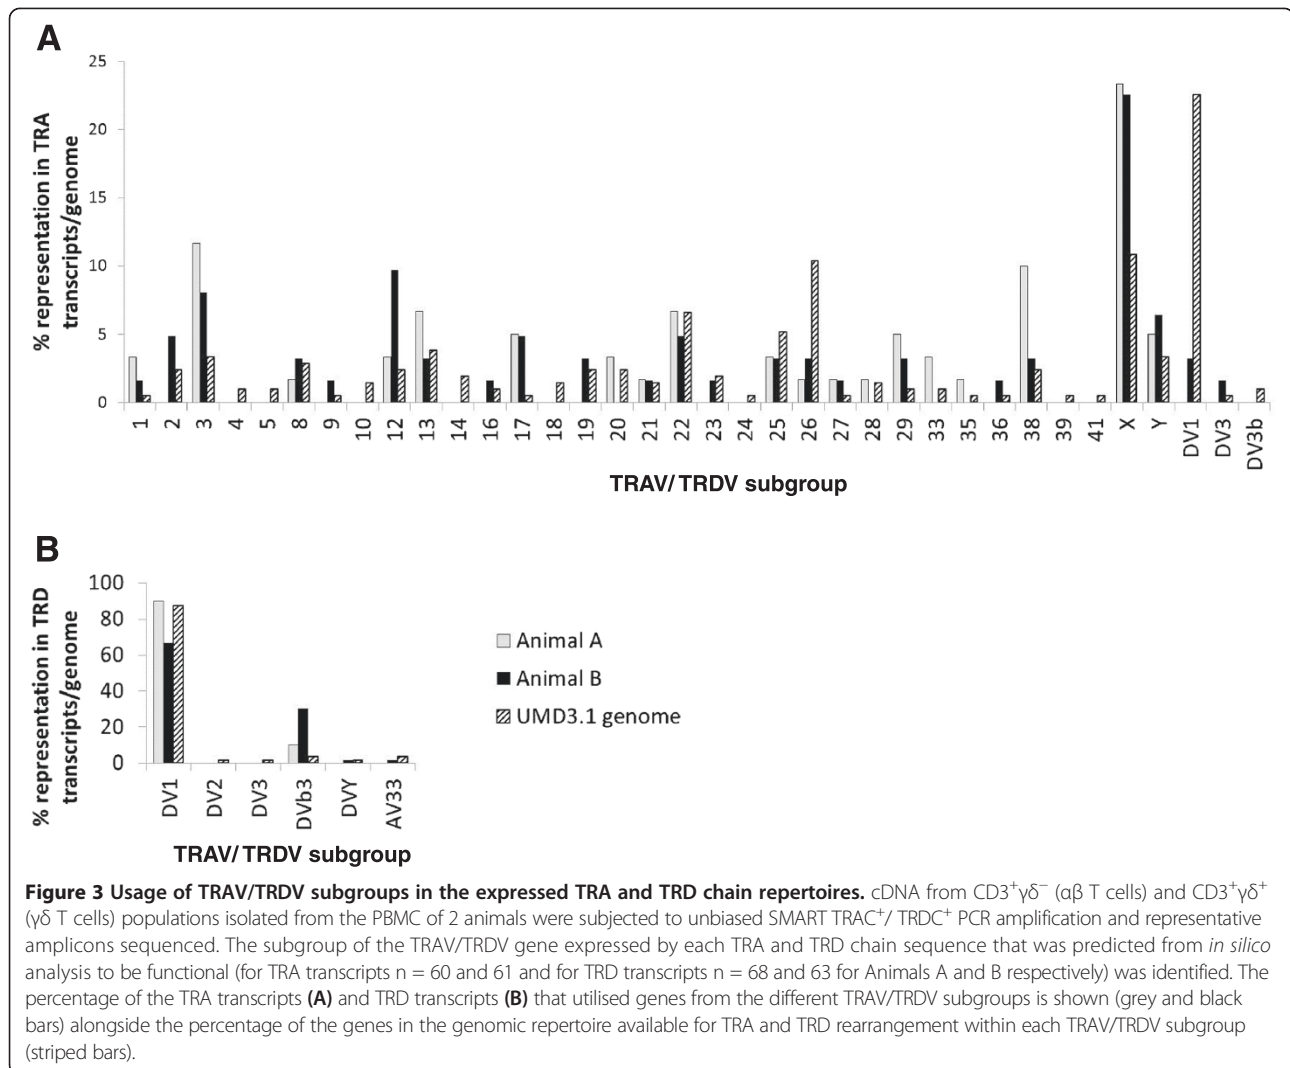 A
% representation in TRA
transcripts/genome
25
20
15
10
5
0
1 2 3 4 5 8 9 10 12 13 14 16 17 18 19 20 21 22 23 24 25 26 27 28 29 33 35 36 38 39 41 X Y DV1 DV3 DV3b
TRAV/ TRDV subgroup
B
% representation in TRD
transcripts/genome
100
80
60
40
20
0
DV1 DV2 DV3 DVb3 DVY AV33
TRAV/ TRDV subgroup
Animal A
Animal B
UMD3.1 genome
Figure 3 Usage of TRAV/TRDV subgroups in the expressed TRA and TRD chain repertoires. cDNA from CD3⁺γδ⁻ (αβ T cells) and CD3⁺γδ⁺
(γδ T cells) populations isolated from the PBMC of 2 animals were subjected to unbiased SMART TRAC⁺/ TRDC⁺ PCR amplification and representative
amplicons sequenced. The subgroup of the TRAV/TRDV gene expressed by each TRA and TRD chain sequence that was predicted from in silico
analysis to be functional (for TRA transcripts n = 60 and 61 and for TRD transcripts n = 68 and 63 for Animals A and B respectively) was identified. The
percentage of the TRA transcripts (A) and TRD transcripts (B) that utilised genes from the different TRAV/TRDV subgroups is shown (grey and black
bars) alongside the percentage of the genes in the genomic repertoire available for TRA and TRD rearrangement within each TRAV/TRDV subgroup
(striped bars).